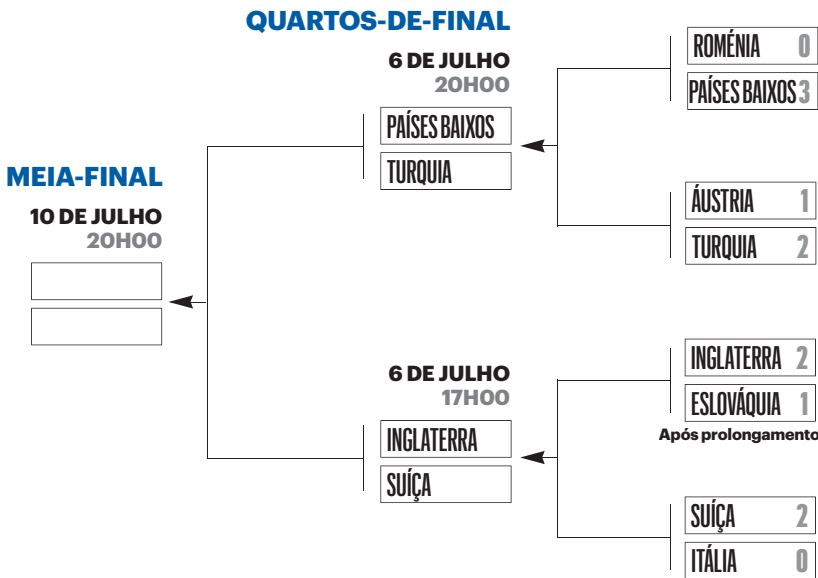 QUARTOS-DE-FINAL
6 DE JULHO
20H00
PAÍSES BAIXOS
TURQUIA
ROMÉNIA 0
PAÍSES BAIXOS 3
ÁUSTRIA 1
TURQUIA 2
MEIA-FINAL
10 DE JULHO
20H00
6 DE JULHO
17H00
INGLATERRA
SUÍÇA
INGLATERRA 2
ESLOVÁQUIA 1
Após prolongamento
SUÍÇA 2
ITÁLIA 0